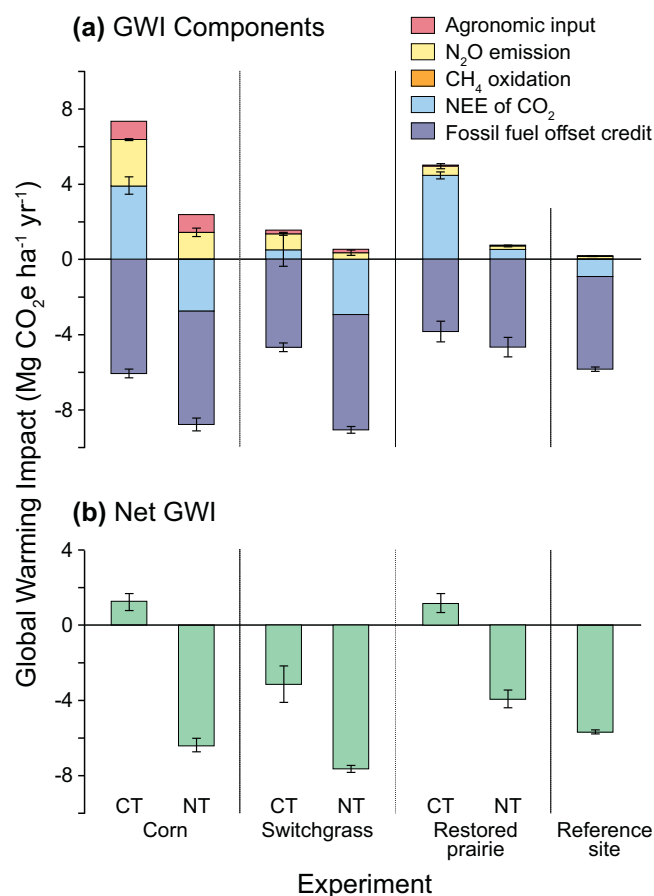 (a) GWI Components
Agronomic input
N₂O emission
CH₄ oxidation
NEE of CO₂
Fossil fuel offset credit
8
4
0
-4
-8
Global Warming Impact (Mg CO₂e ha⁻¹ yr⁻¹)
(b) Net GWI
4
0
-4
-8
CT NT CT NT CT NT
Corn Switchgrass Restored prairie Reference site
Experiment